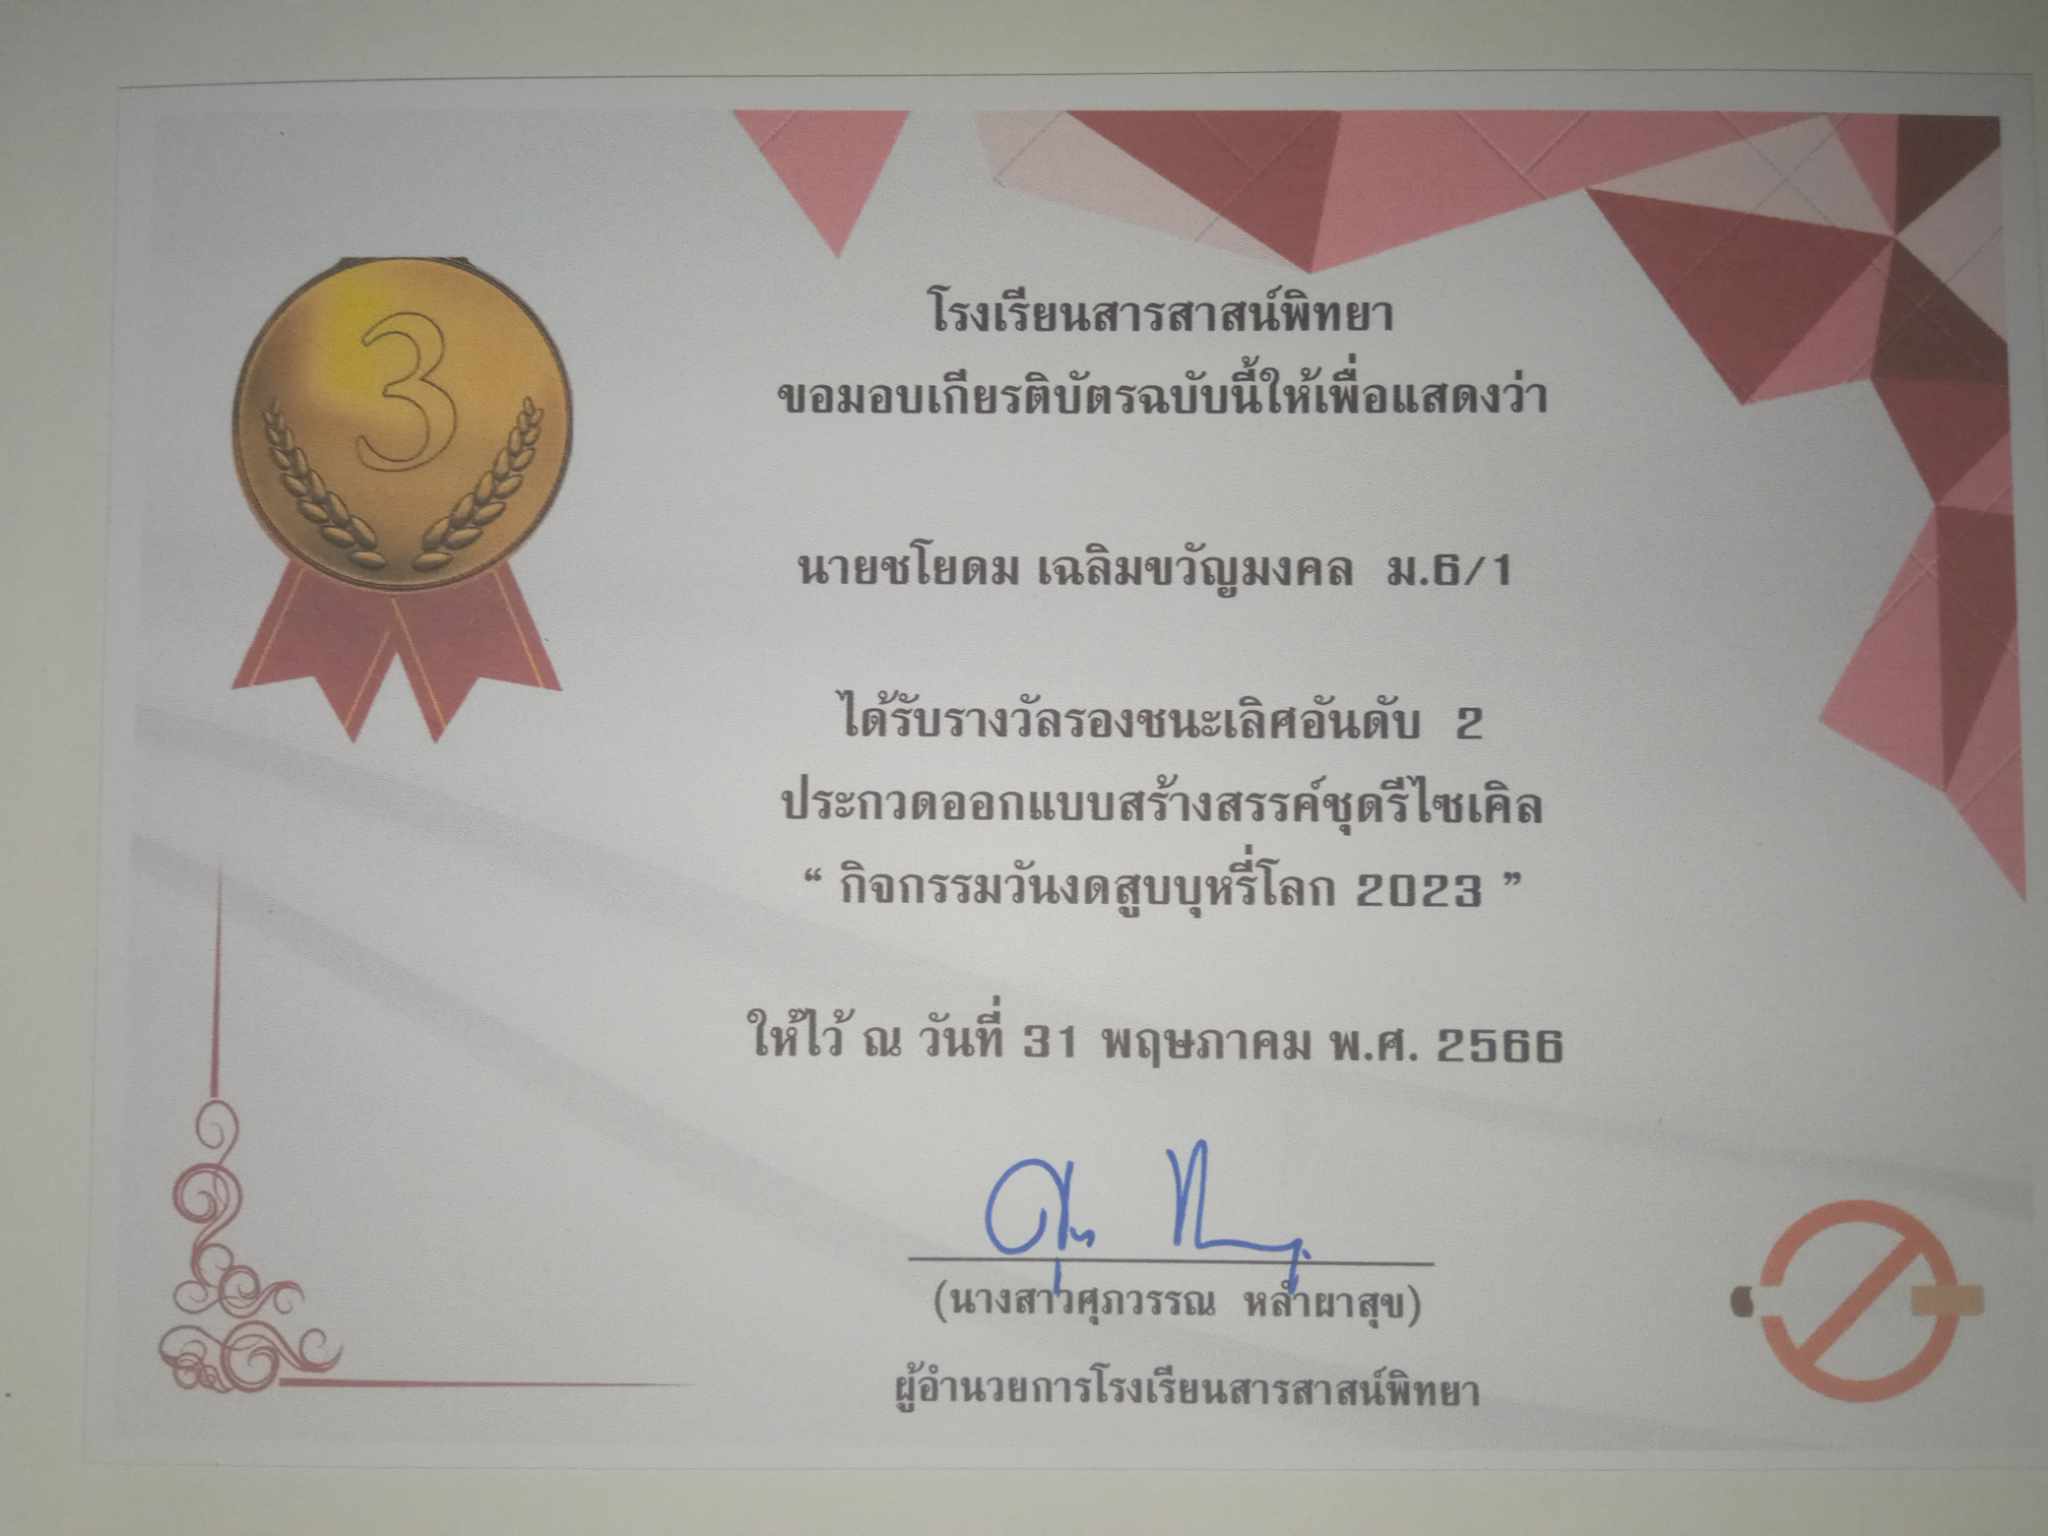 3
โรงเรียนสารสาสน์พิทยา
ขอมอบเกียรติบัตรฉบับนี้ให้เพื่อแสดงว่า
นายชโยดม เฉลิมขวัญมงคล ม.6/1
ได้รับรางวัลรองชนะเลิศอันดับ 2
ประกวดออกแบบสร้างสรรค์ชุดรีไซเคิล
“ กิจกรรมวันงดสูบบุหรี่โลก 2023 ”
ให้ไว้ ณ วันที่ 31 พฤษภาคม พ.ศ. 2566
(นางสาวศุภวรรณ หลำผาสุข)
ผู้อำนวยการโรงเรียนสารสาสน์พิทยา